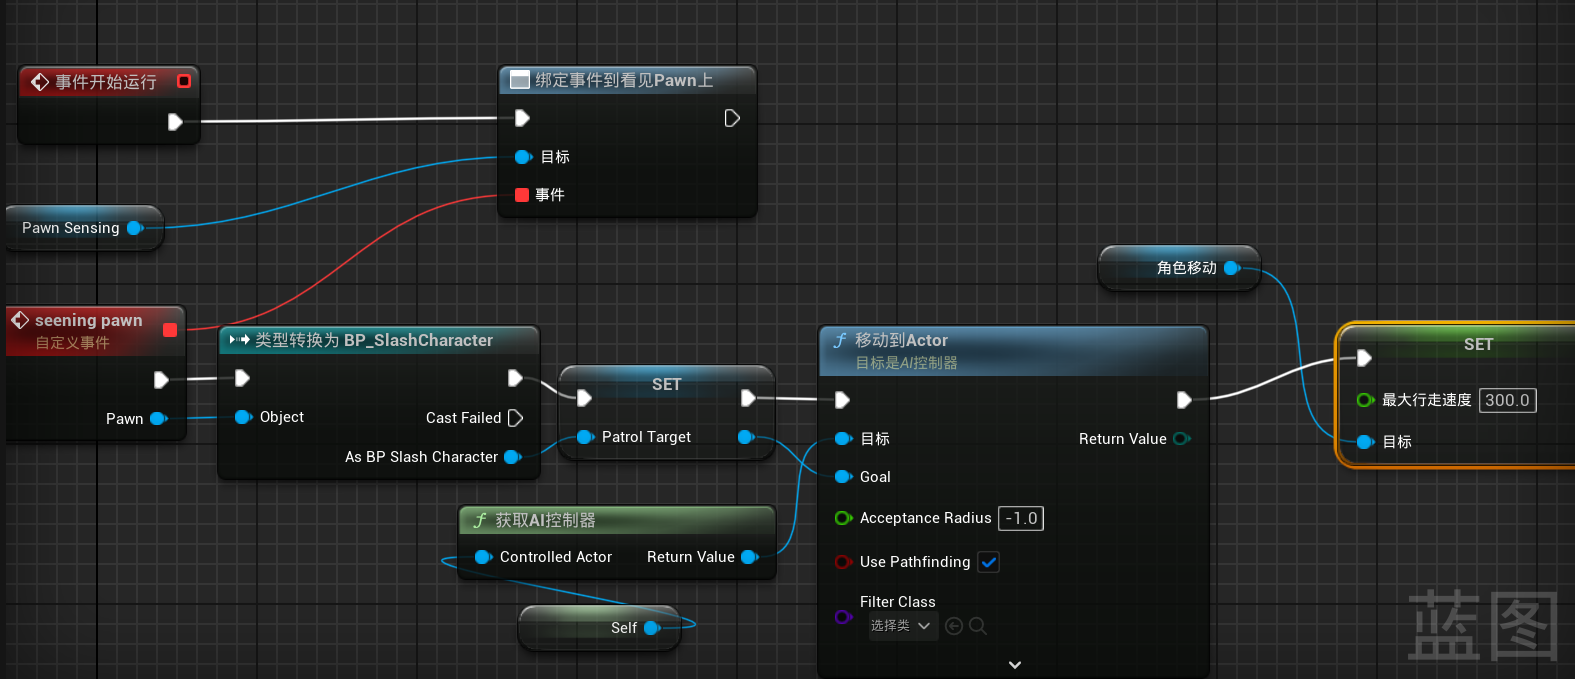 事件开始运行
绑定事件到看见Pawn上
目标
事件
Pawn Sensing
角色移动
seening pawn
自定义事件
Pawn
类型转换为 BP_SlashCharacter
Object
Cast Failed
As BP Slash Character
SET
Patrol Target
移动到Actor
目标是AI控制器
目标
Return Value
Goal
Acceptance Radius -1.0
Use Pathfinding
Filter Class
选择类
SET
最大行走速度 300.0
目标
获取AI控制器
Controlled Actor Return Value
Self
蓝图